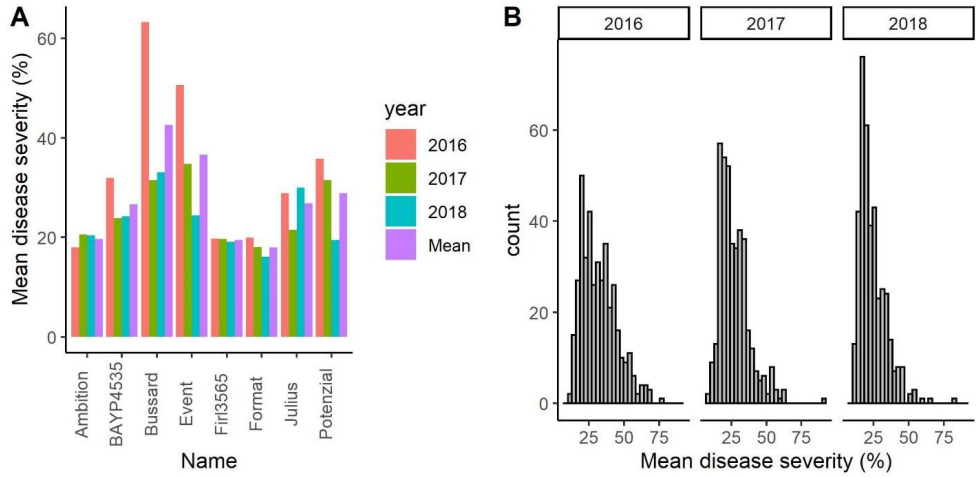 A
Mean disease severity (%)
60
40
20
0
Ambition
BAYP4535
Bussard
Event
Firl3565
Format
Julius
Potenzial
Name
year
2016
2017
2018
Mean
B
2016
2017
2018
count
60
40
20
0
25 50 75
25 50 75
25 50 75
Mean disease severity (%)